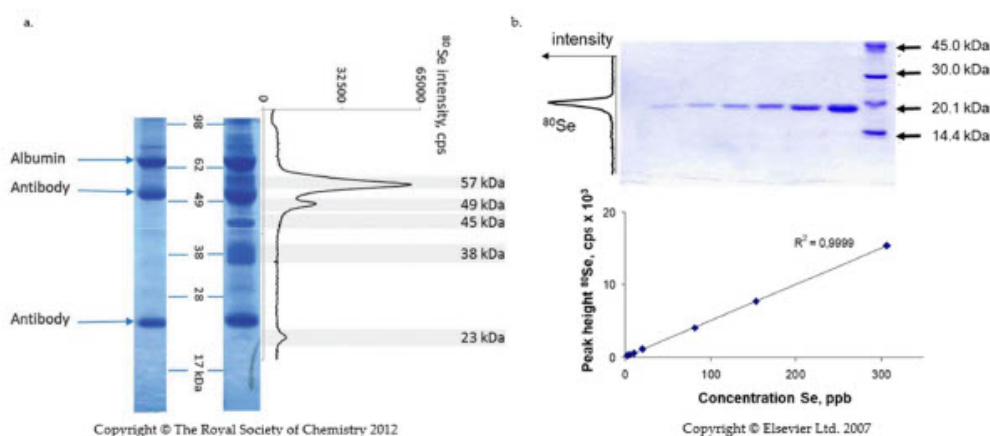 a.
⁸⁰Se intensity, cps
0
32500
65000
Albumin
Antibody
Antibody
98
62
49
38
28
17 kDa
57 kDa
49 kDa
45 kDa
38 kDa
23 kDa
Copyright © The Royal Society of Chemistry 2012
b.
intensity
⁸⁰Se
45.0 kDa
30.0 kDa
20.1 kDa
14.4 kDa
Peak height ⁸⁰Se, cps x 10³
20
10
0
R² = 0,9999
0
100
200
300
Concentration Se, ppb
Copyright © Elsevier Ltd. 2007